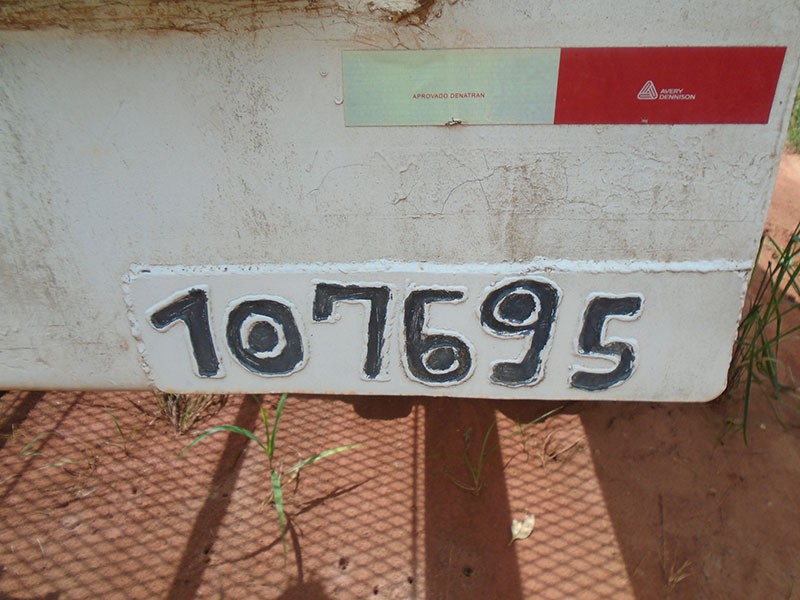 APROVADO DENATRAN
AVERY
DENNISON
107695